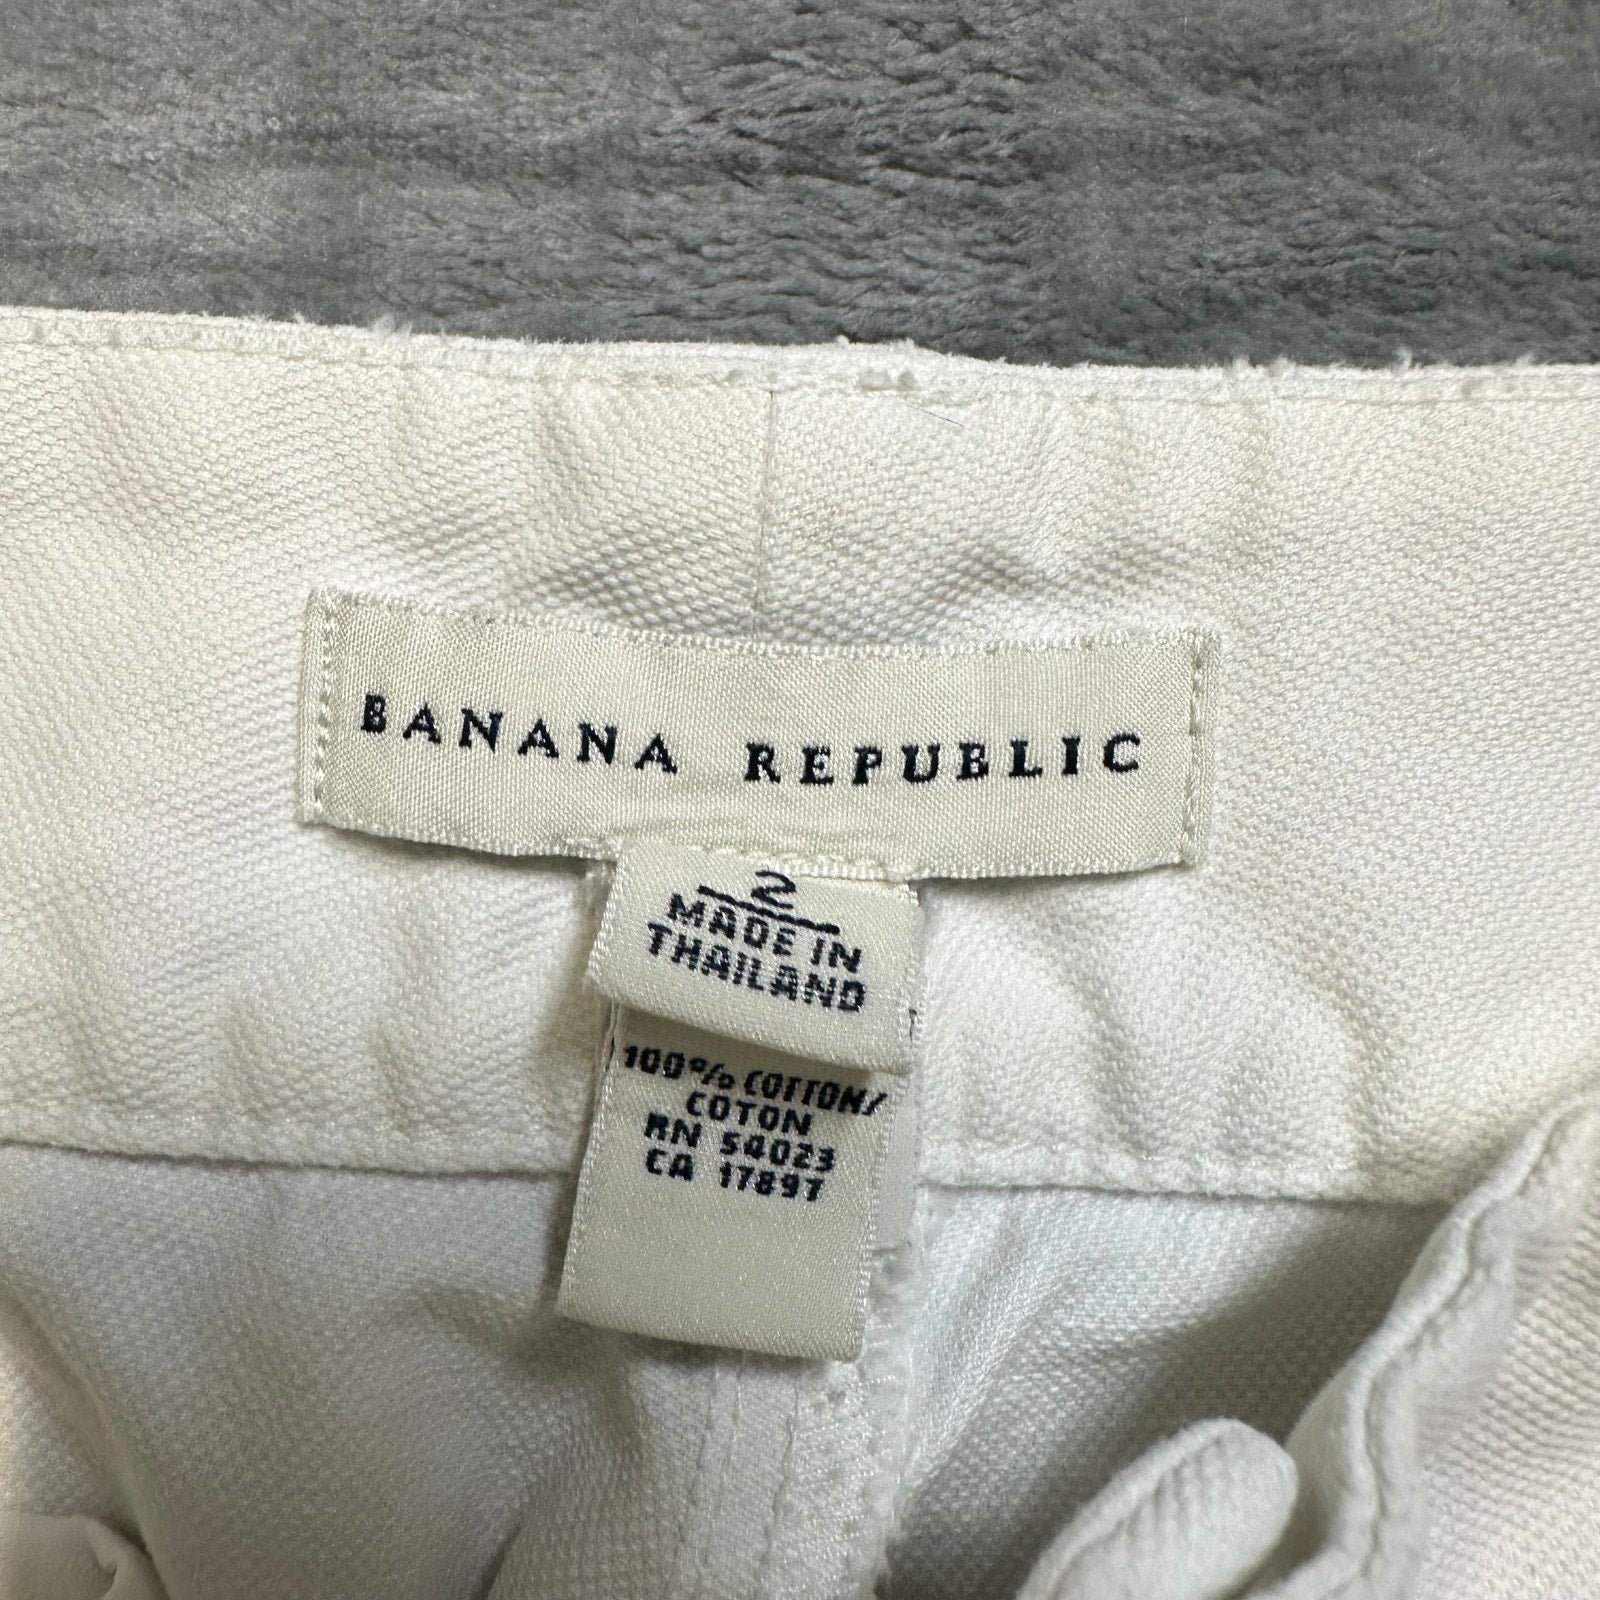 BANANA REPUBLIC
2
MADE IN
THAILAND
100% COTTON/
COTON
RN 54023
CA 17897